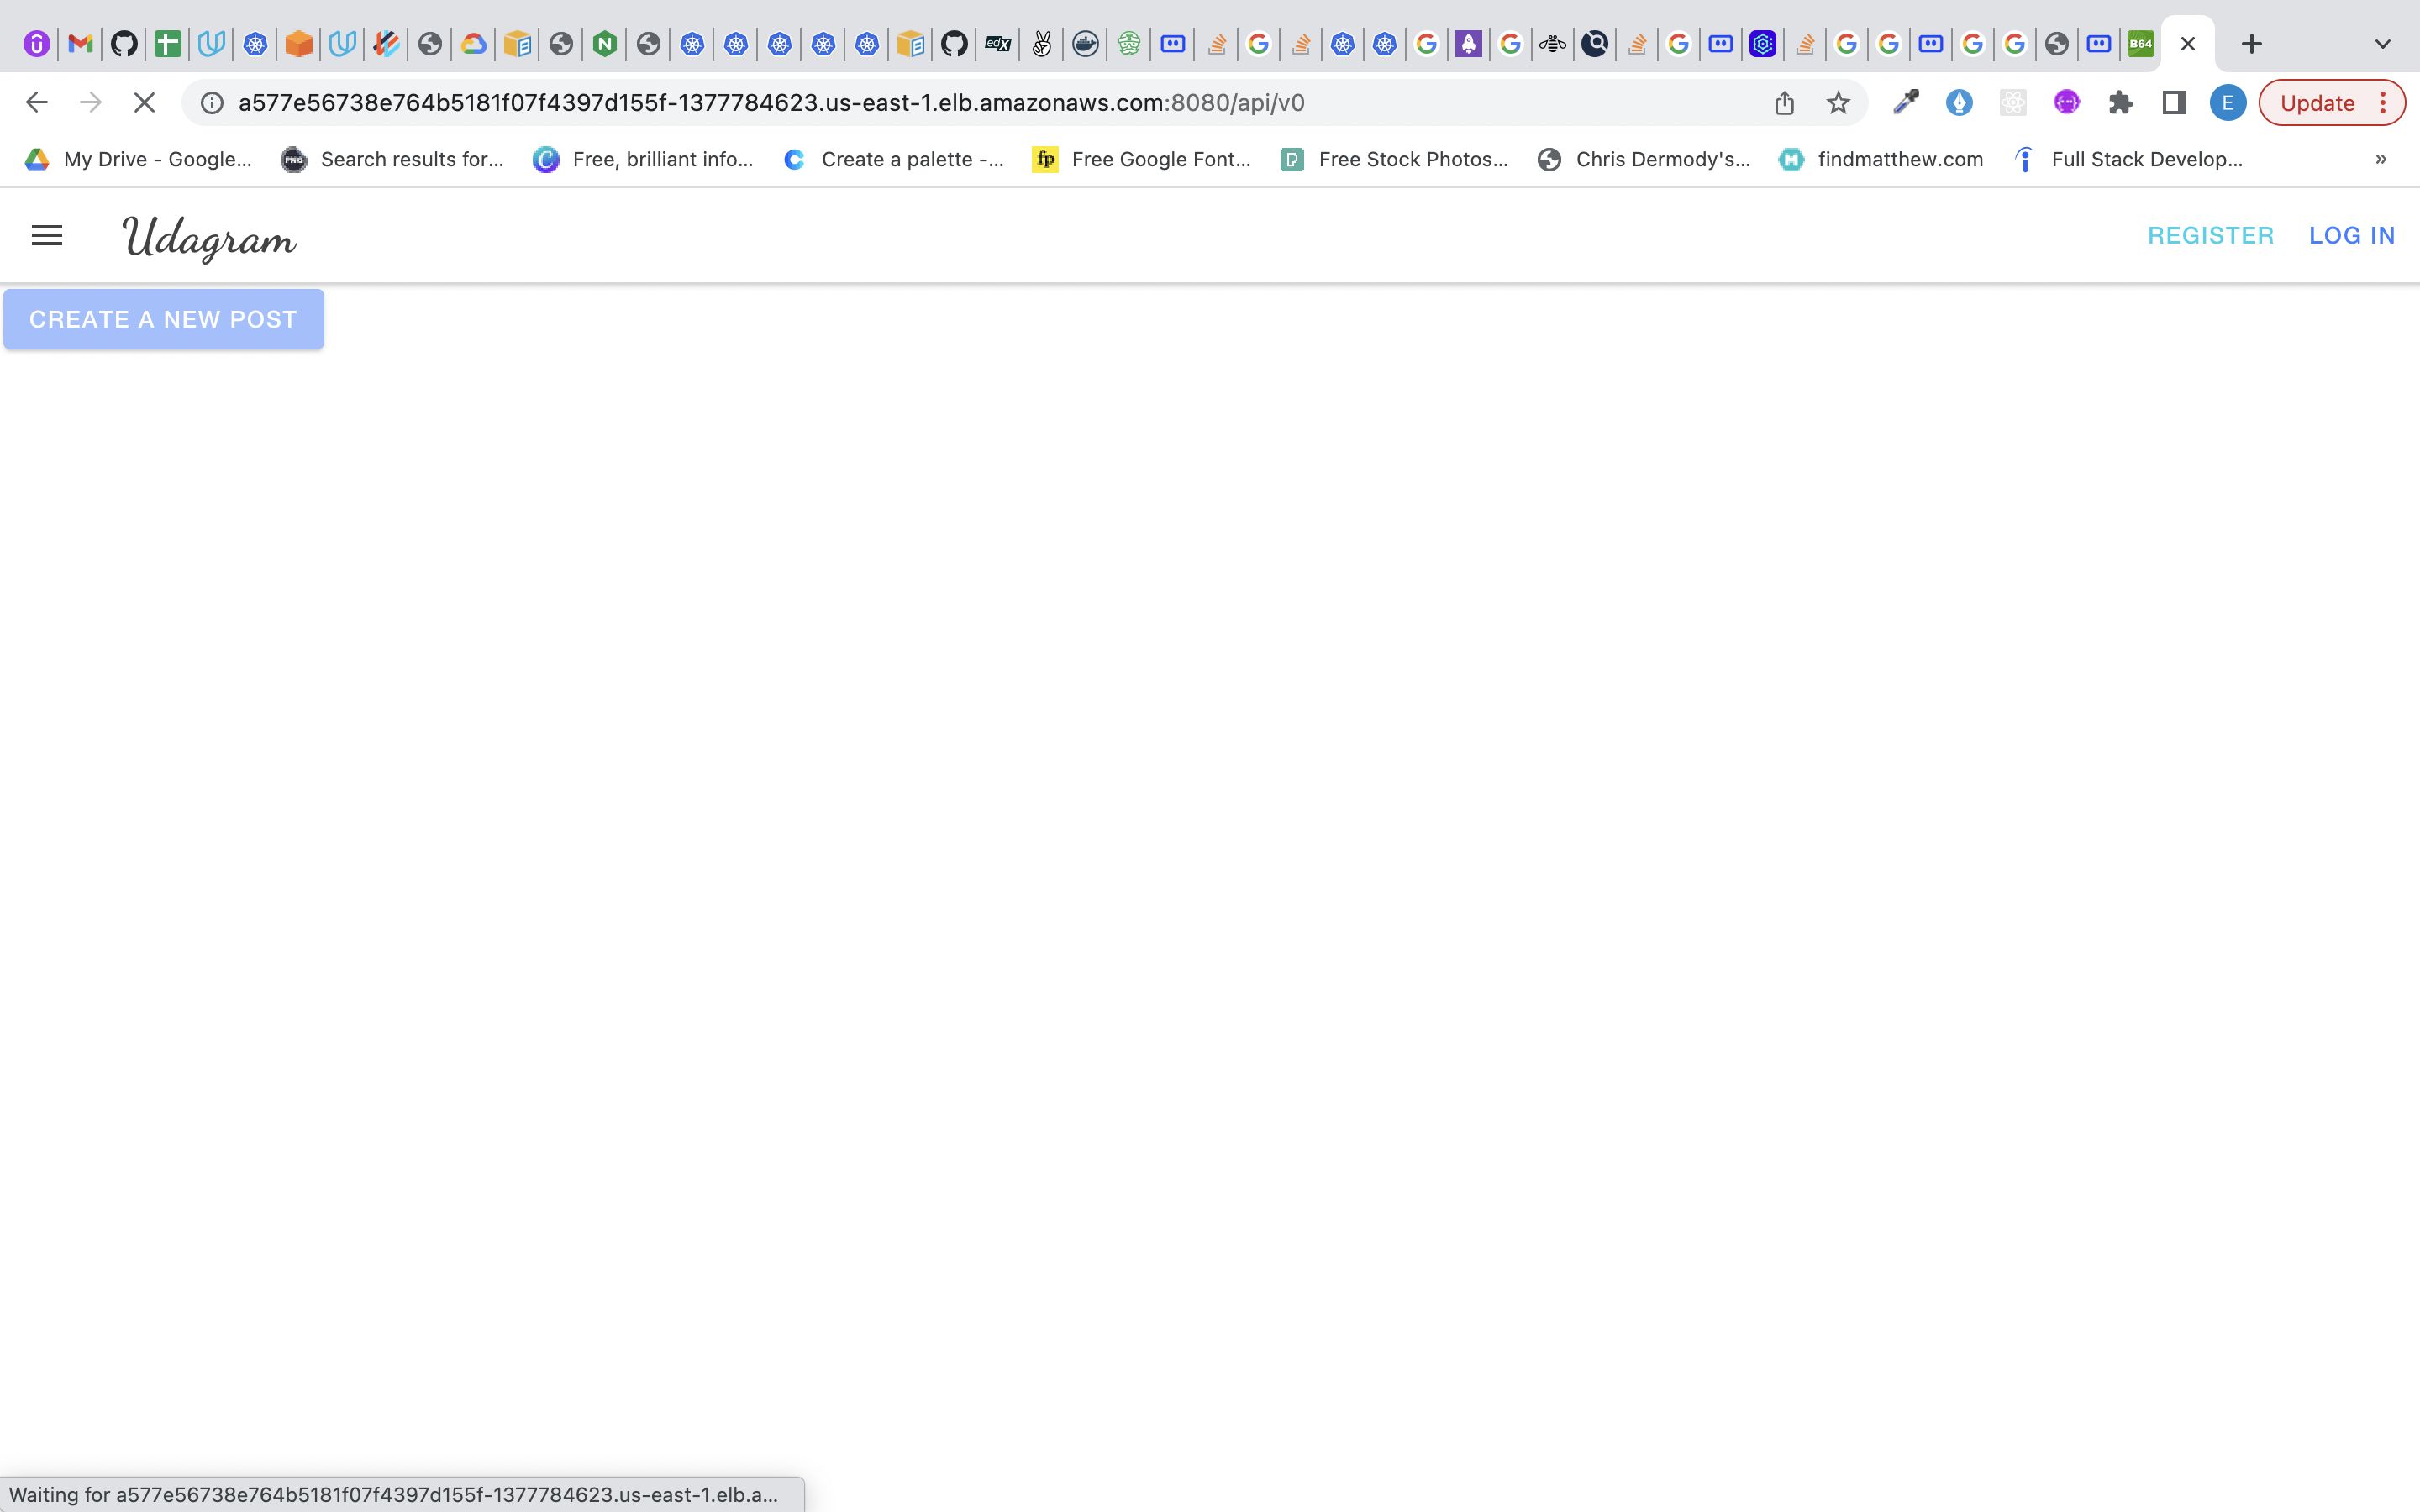 a577e56738e764b5181f07f4397d155f-1377784623.us-east-1.elb.amazonaws.com:8080/api/v0
E
Update
My Drive - Google...
PNG
Search results for...
Free, brilliant info...
Create a palette -...
fp
Free Google Font...
Free Stock Photos...
Chris Dermody's...
findmatthew.com
Full Stack Develop...
»
Udagram
REGISTER
LOG IN
CREATE A NEW POST
Waiting for a577e56738e764b5181f07f4397d155f-1377784623.us-east-1.elb.a...